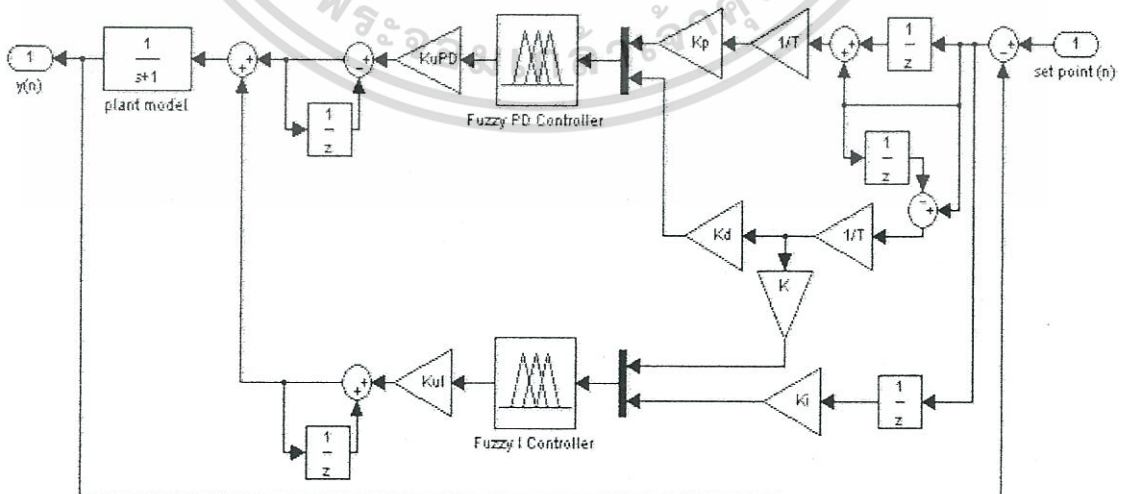 1
y(n)
1
s+1
plant model
KuPD
1
z
Fuzzy PD Controller
Kp
1/T
1
z
1
set point (n)
1
z
Kd
1/T
K
KuI
1
z
Fuzzy I Controller
Ki
1
z